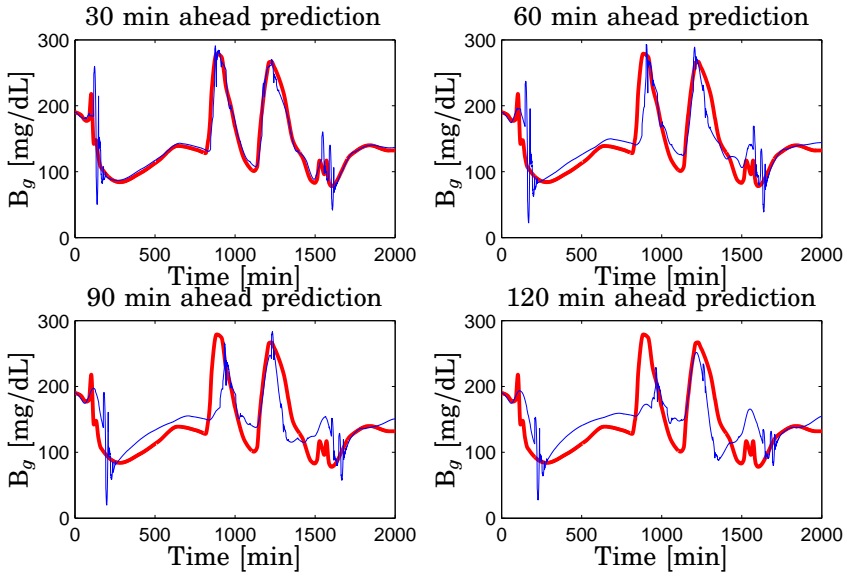 30 min ahead prediction
300
200
100
0
B_g [mg/dL]
0 500 1000 1500 2000
Time [min]
60 min ahead prediction
300
200
100
0
B_g [mg/dL]
0 500 1000 1500 2000
Time [min]
90 min ahead prediction
300
200
100
0
B_g [mg/dL]
0 500 1000 1500 2000
Time [min]
120 min ahead prediction
300
200
100
0
B_g [mg/dL]
0 500 1000 1500 2000
Time [min]